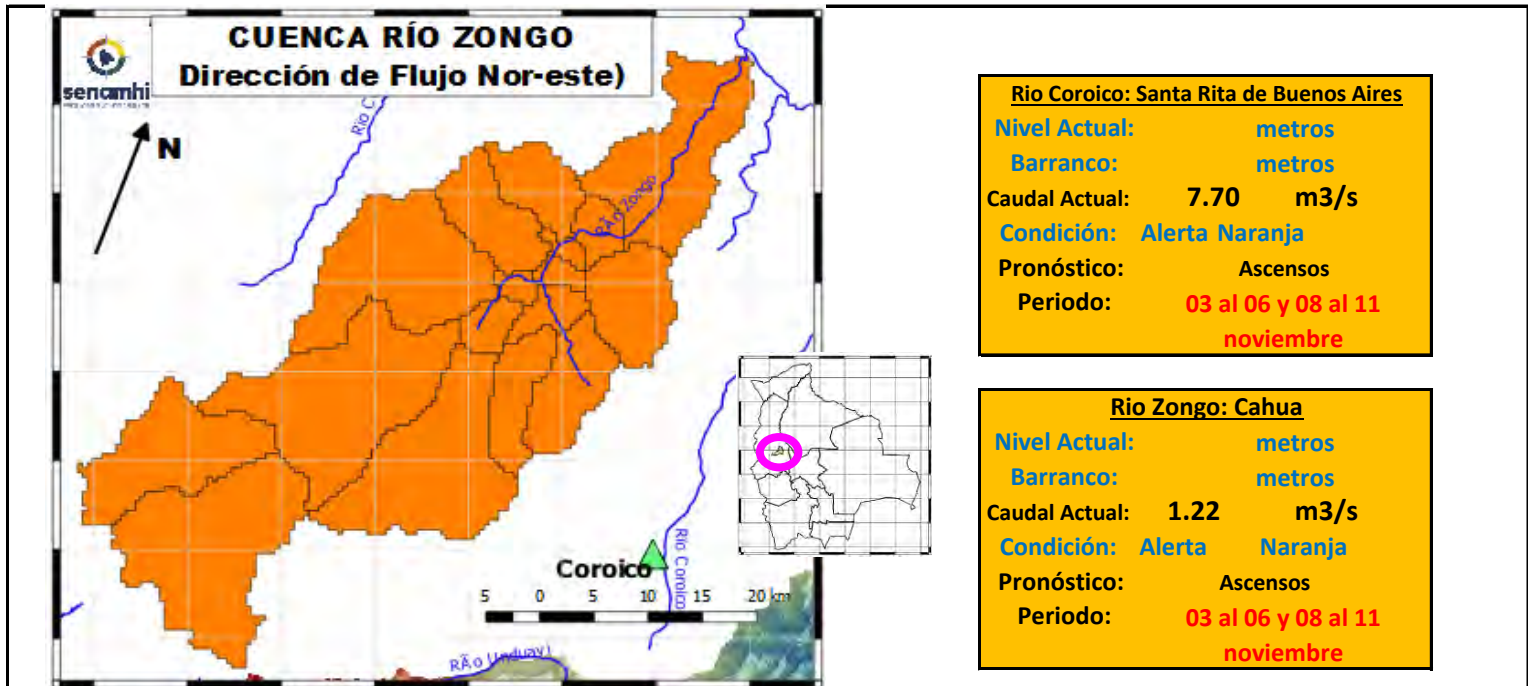 CUENCA RÍO ZONGO
Dirección de Flujo Nor-este)
senamhi
N
Río C
RÃo Zongo
Coroico
Río Coroico
5 0 5 10 15 20 km
RÃo Unduavi
Rio Coroico: Santa Rita de Buenos Aires
Nivel Actual: metros
Barranco: metros
Caudal Actual: 7.70 m3/s
Condición: Alerta Naranja
Pronóstico: Ascensos
Periodo: 03 al 06 y 08 al 11
noviembre
Rio Zongo: Cahua
Nivel Actual: metros
Barranco: metros
Caudal Actual: 1.22 m3/s
Condición: Alerta Naranja
Pronóstico: Ascensos
Periodo: 03 al 06 y 08 al 11
noviembre